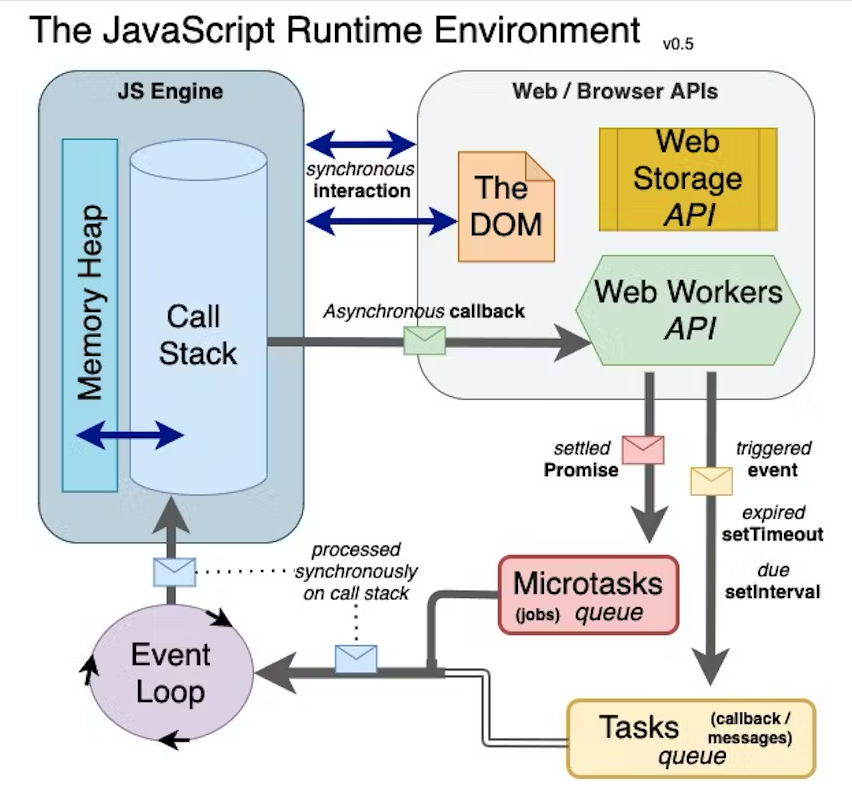 The JavaScript Runtime Environment v0.5
JS Engine
Memory Heap
Call
Stack
synchronous
interaction
Web / Browser APIs
The
DOM
Web
Storage
API
Web Workers
API
Asynchronous callback
settled
Promise
triggered
event
expired
setTimeout
due
setInterval
processed
synchronously
on call stack
Microtasks
(jobs) queue
Event
Loop
Tasks (callback /
messages)
queue